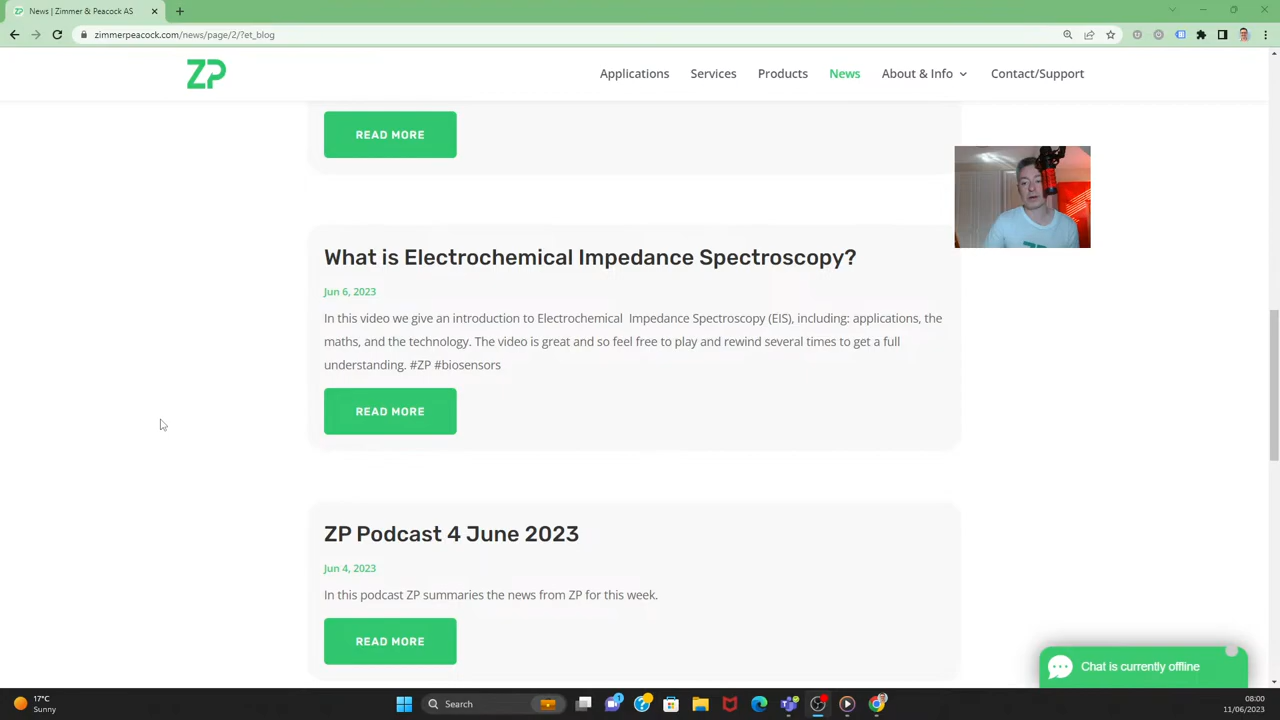 News | Zimmer & Peacock AS
zimmerpeacock.com/news/page/2/?et_blog
ZP
Applications
Services
Products
News
About & Info
Contact/Support
READ MORE
What is Electrochemical Impedance Spectroscopy?
Jun 6, 2023
In this video we give an introduction to Electrochemical Impedance Spectroscopy (EIS), including: applications, the
maths, and the technology. The video is great and so feel free to play and rewind several times to get a full
understanding. #ZP #biosensors
READ MORE
ZP Podcast 4 June 2023
Jun 4, 2023
In this podcast ZP summaries the news from ZP for this week.
READ MORE
Chat is currently offline
17°C
Sunny
Search
1
08:00
11/06/2023